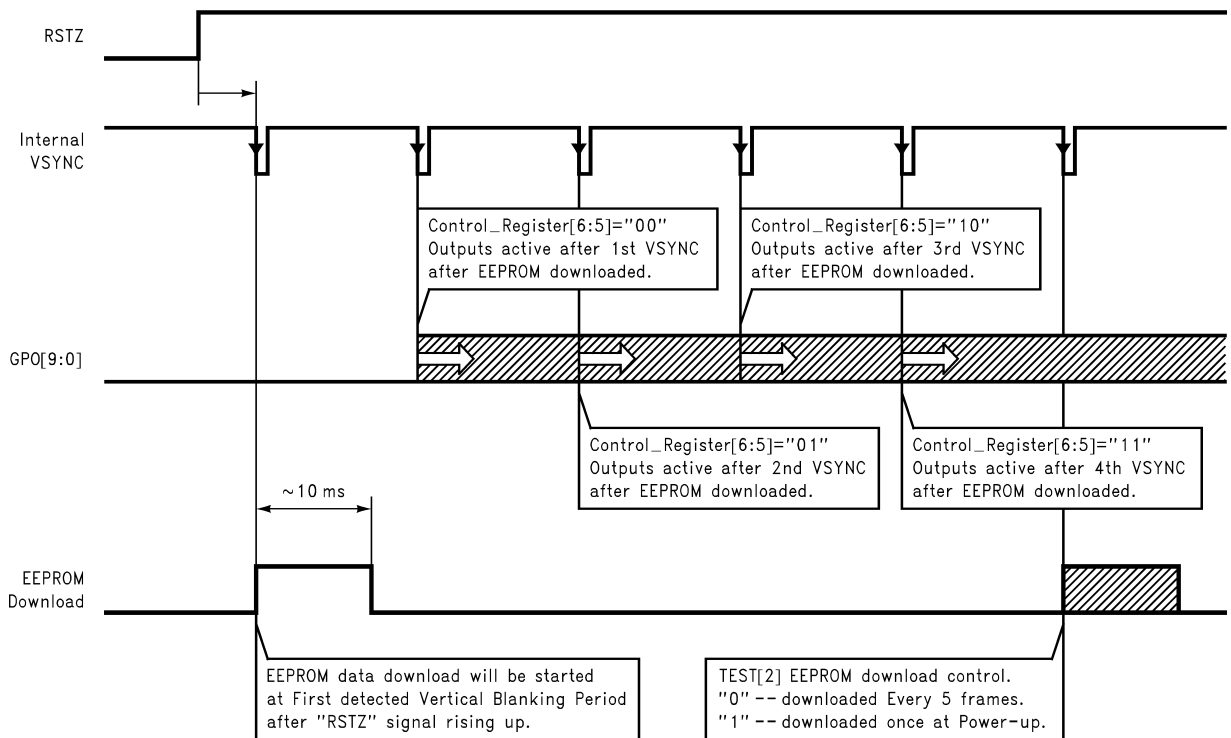 RSTZ
Internal
VSYNC
Control_Register[6:5]="00"
Outputs active after 1st VSYNC
after EEPROM downloaded.
Control_Register[6:5]="10"
Outputs active after 3rd VSYNC
after EEPROM downloaded.
GPO[9:0]
Control_Register[6:5]="01"
Outputs active after 2nd VSYNC
after EEPROM downloaded.
Control_Register[6:5]="11"
Outputs active after 4th VSYNC
after EEPROM downloaded.
~10 ms
EEPROM
Download
EEPROM data download will be started
at First detected Vertical Blanking Period
after "RSTZ" signal rising up.
TEST[2] EEPROM download control.
"0" -- downloaded Every 5 frames.
"1" -- downloaded once at Power-up.